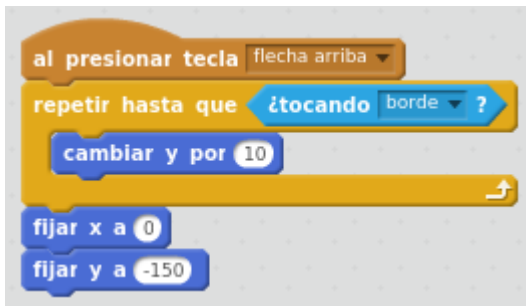 al presionar tecla flecha arriba
repetir hasta que ¿tocando borde ?
cambiar y por 10
fijar x a 0
fijar y a -150